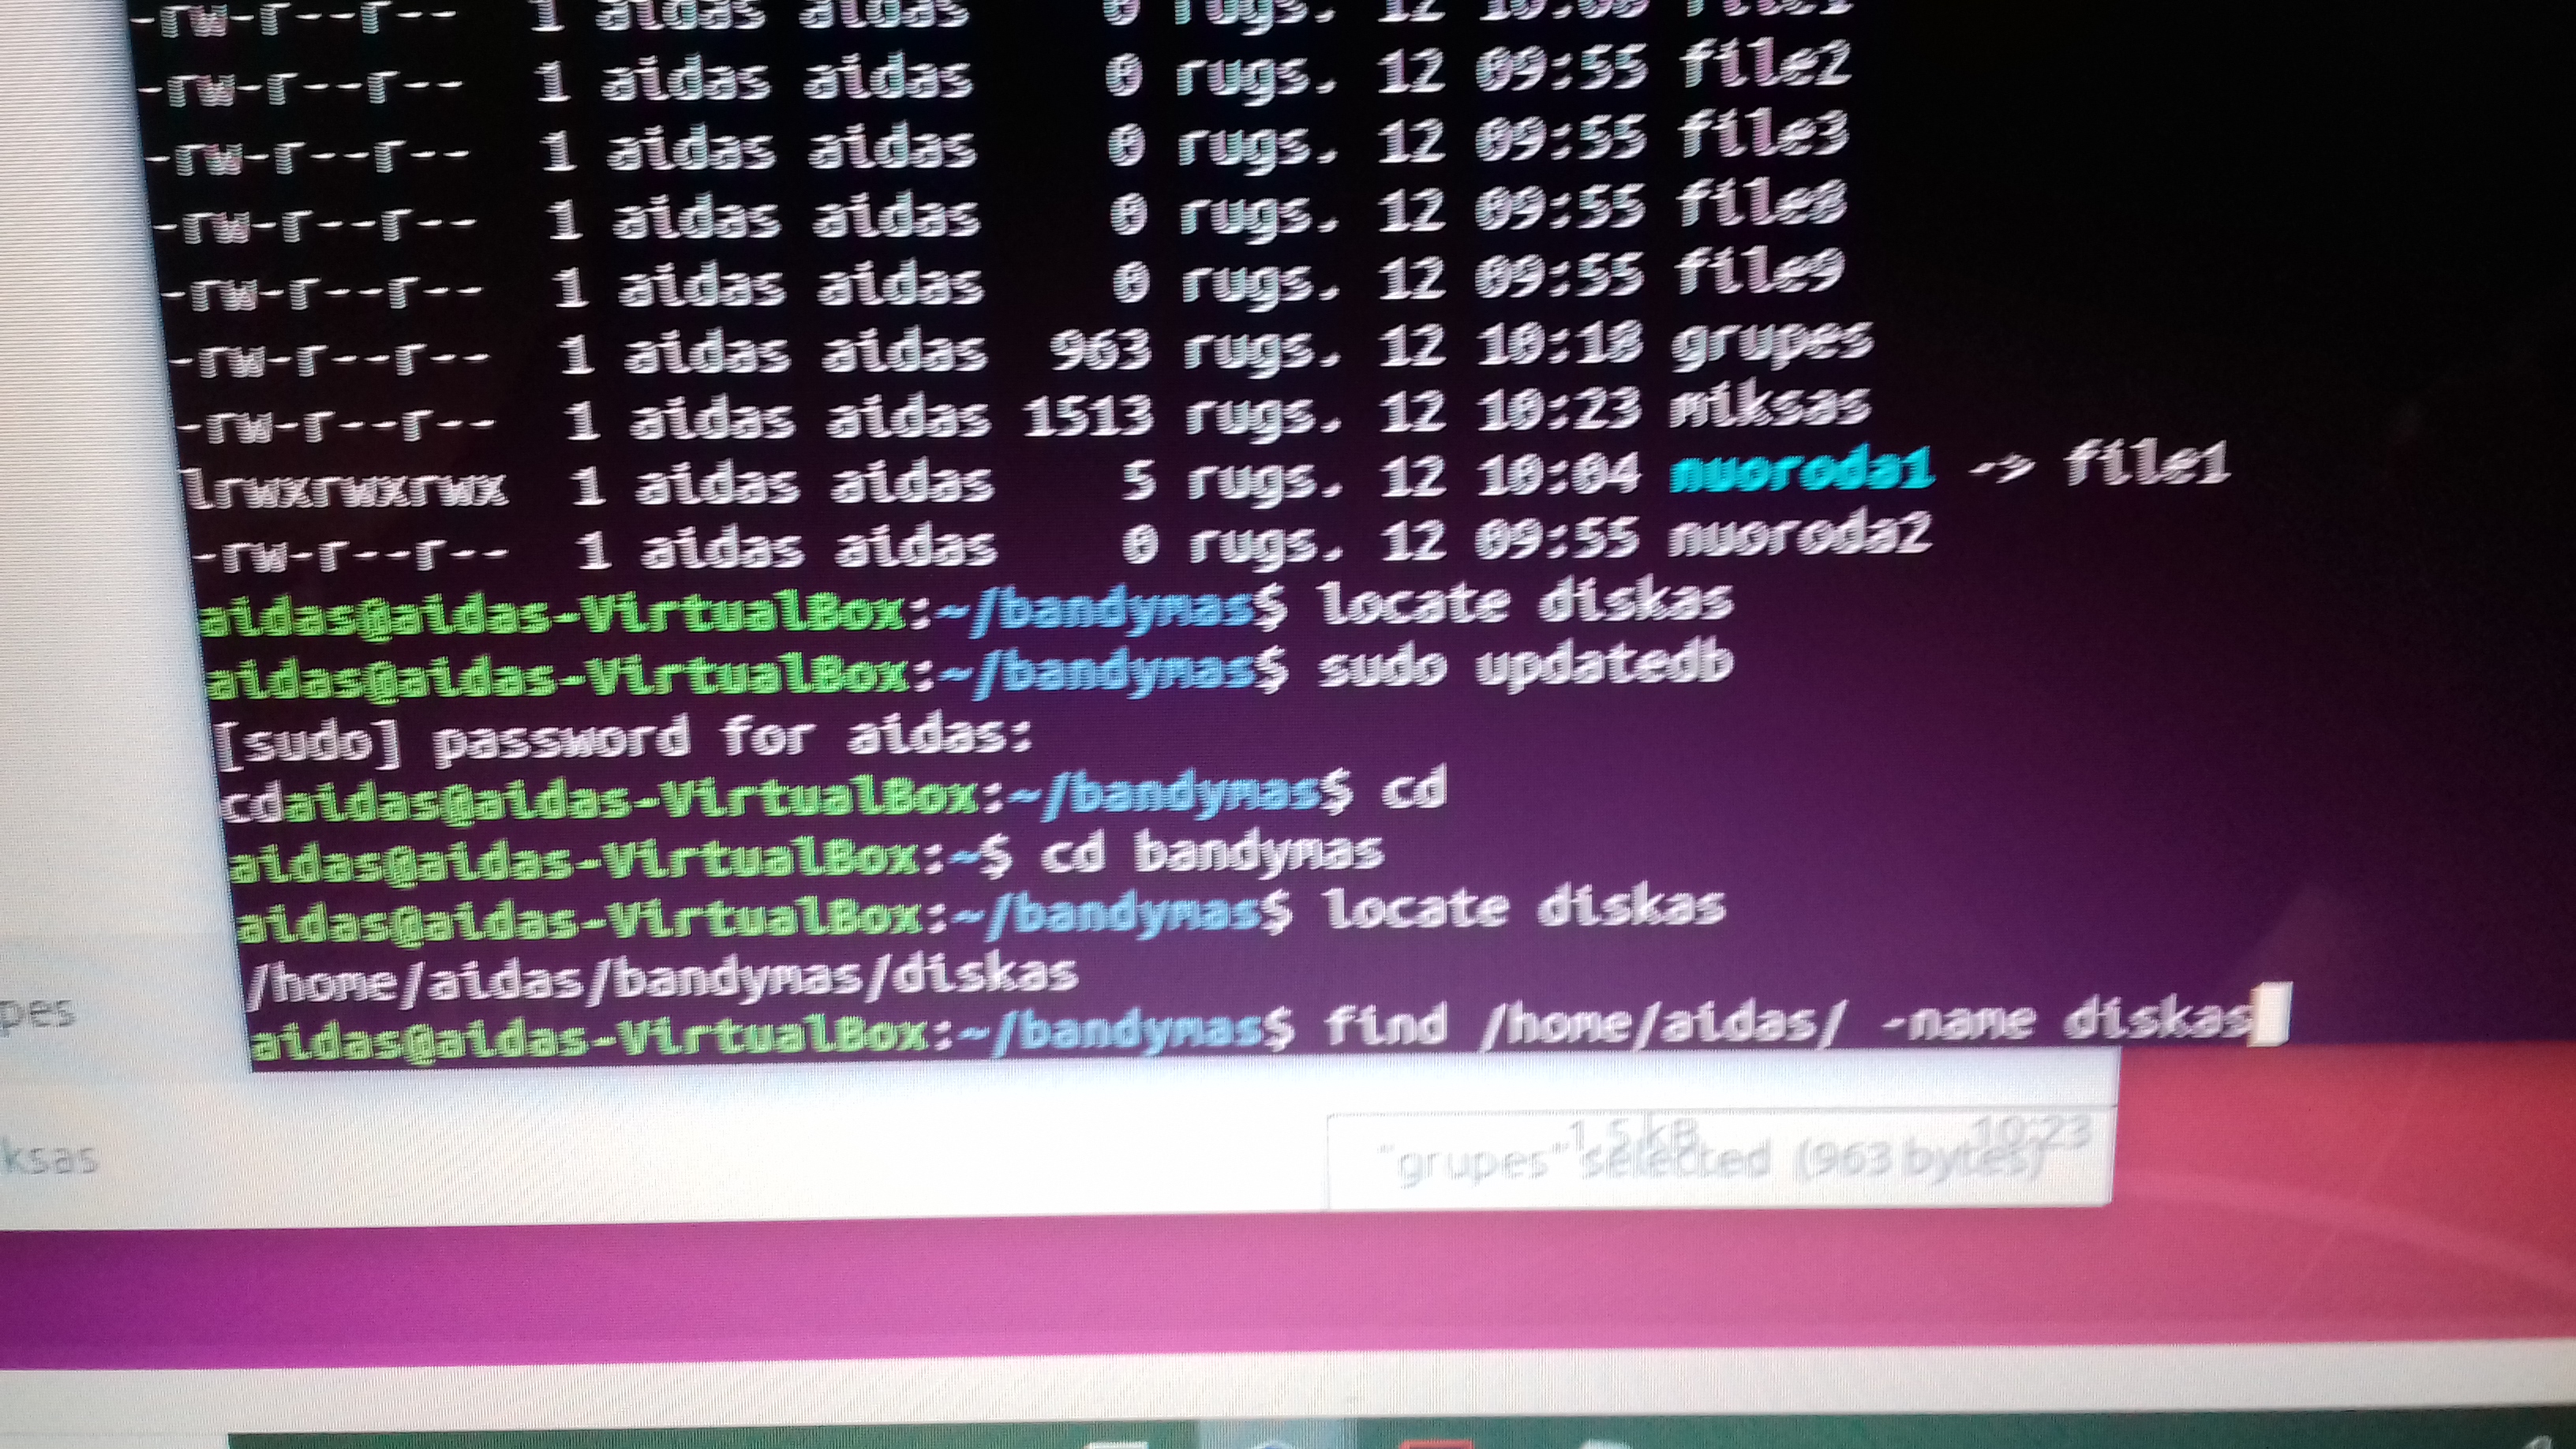 -rw-r--r-- 1 aidas aidas 0 rugs. 12 file1
-rw-r--r-- 1 aidas aidas 0 rugs. 12 09:55 file2
-rw-r--r-- 1 aidas aidas 0 rugs. 12 09:55 file3
-rw-r--r-- 1 aidas aidas 0 rugs. 12 09:55 file8
-rw-r--r-- 1 aidas aidas 0 rugs. 12 09:55 file9
-rw-r--r-- 1 aidas aidas 963 rugs. 12 10:18 grupes
-rw-r--r-- 1 aidas aidas 1513 rugs. 12 10:23 miksas
lrwxrwxrwx 1 aidas aidas 5 rugs. 12 10:04 nuoroda1 -> file1
-rw-r--r-- 1 aidas aidas 0 rugs. 12 09:55 nuoroda2
aidas@aidas-VirtualBox:~/bandymas$ locate diskas
aidas@aidas-VirtualBox:~/bandymas$ sudo updatedb
[sudo] password for aidas:
cdaidas@aidas-VirtualBox:~/bandymas$ cd
aidas@aidas-VirtualBox:~$ cd bandymas
aidas@aidas-VirtualBox:~/bandymas$ locate diskas
/home/aidas/bandymas/diskas
aidas@aidas-VirtualBox:~/bandymas$ find /home/aidas/ -name diskas
pes
ksas 1.5 kB 10:23
"grupes" selected (963 bytes)